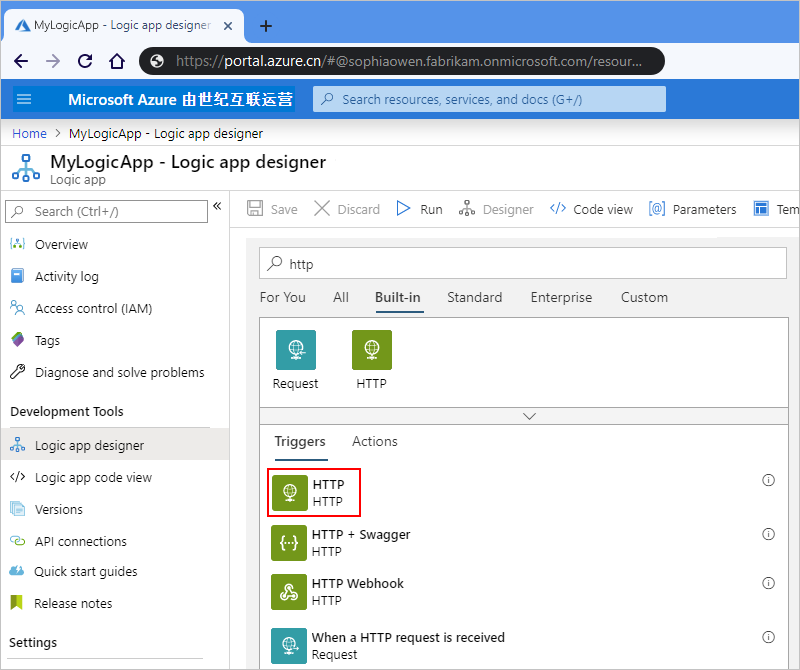 MyLogicApp - Logic app designer
https://portal.azure.cn/#@sophiaowen.fabrikam.onmicrosoft.com/resour...
Microsoft Azure 由世纪互联运营
Search resources, services, and docs (G+/)
Home > MyLogicApp - Logic app designer
MyLogicApp - Logic app designer
Logic app
Search (Ctrl+/)
«
Overview
Activity log
Access control (IAM)
Tags
Diagnose and solve problems
Development Tools
Logic app designer
Logic app code view
Versions
API connections
Quick start guides
Release notes
Settings
Save Discard Run Designer Code view Parameters Tem
http
For You All Built-in Standard Enterprise Custom
Request HTTP
Triggers Actions
HTTP
HTTP
HTTP + Swagger
HTTP
HTTP Webhook
HTTP
When a HTTP request is received
Request